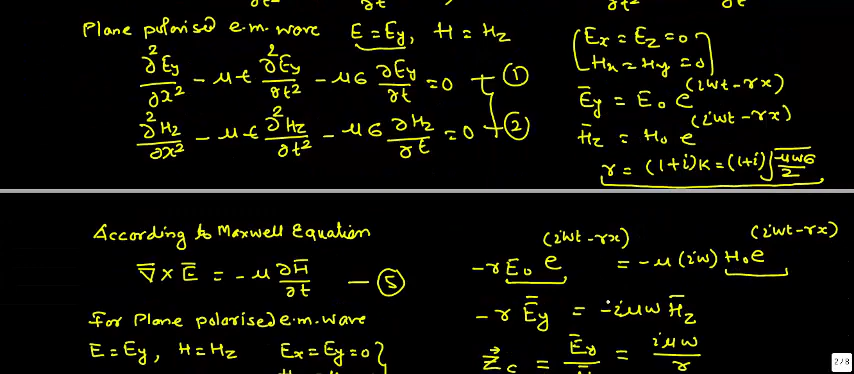 Plane polarised e.m. wave E = Ey, H = Hz
∂²Ey/∂x² - με ∂²Ey/∂t² - μσ ∂Ey/∂t = 0 — ①
∂²Hz/∂x² - με ∂²Hz/∂t² - μσ ∂Hz/∂t = 0 — ②
(Ex = Ez = 0
Hx = Hy = 0)
Ēy = E₀ e^(iωt - γx)
H̄z = H₀ e^(iωt - γx)
γ = (1+i)K = (1+i)√(μωσ/2)
According to Maxwell Equation
∇̄ × Ē = -μ ∂H̄/∂t — ⑤
For Plane polarised e.m. wave
E = Ey, H = Hz Ex = Ey = 0}
-γ E₀ e^(iωt - γx) = -μ (iω) H₀ e^(iωt - γx)
-γ Ēy = -iμω H̄z
Z⃗c = Ēy/H̄ = iμω/γ
2/8